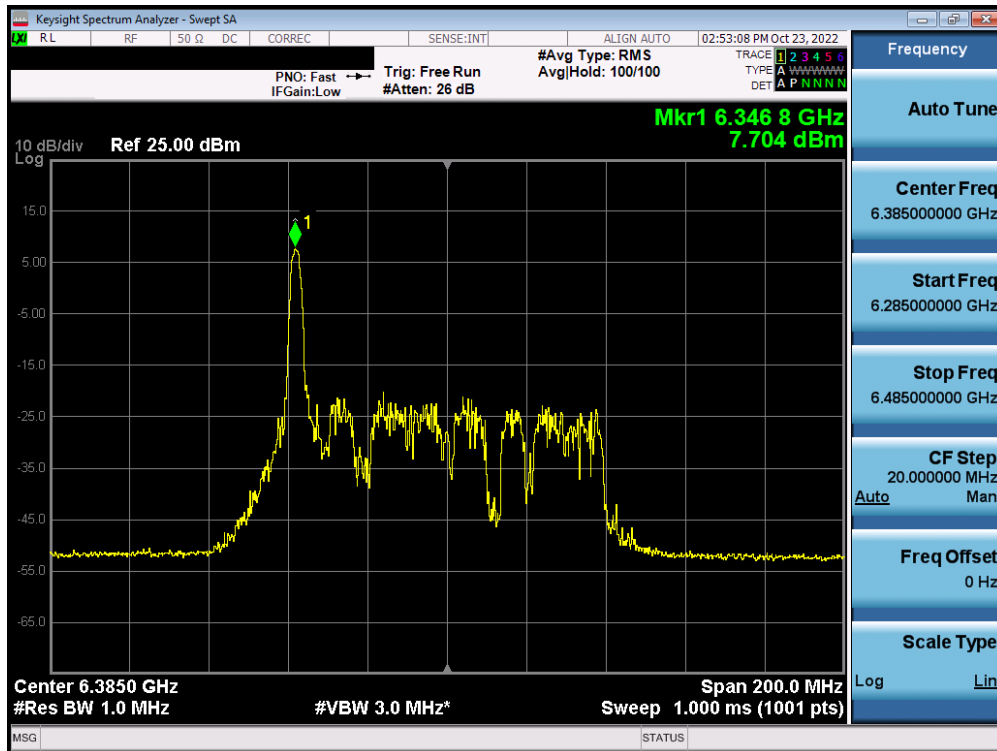 Keysight Spectrum Analyzer - Swept SA
LXI RL RF 50 Ω DC CORREC SENSE:INT ALIGN AUTO 02:53:08 PM Oct 23, 2022
PNO: Fast
IFGain:Low
Trig: Free Run
#Atten: 26 dB
#Avg Type: RMS
Avg|Hold: 100/100
TRACE 1 2 3 4 5 6
TYPE A WWWWWW
DET A P N N N N
Mkr1 6.346 8 GHz
7.704 dBm
10 dB/div Ref 25.00 dBm
Log
1
15.0
5.00
-5.00
-15.0
-25.0
-35.0
-45.0
-55.0
-65.0
Center 6.3850 GHz Span 200.0 MHz
#Res BW 1.0 MHz #VBW 3.0 MHz* Sweep 1.000 ms (1001 pts)
MSG STATUS
Frequency
Auto Tune
Center Freq
6.385000000 GHz
Start Freq
6.285000000 GHz
Stop Freq
6.485000000 GHz
CF Step
20.000000 MHz
Auto Man
Freq Offset
0 Hz
Scale Type
Log Lin